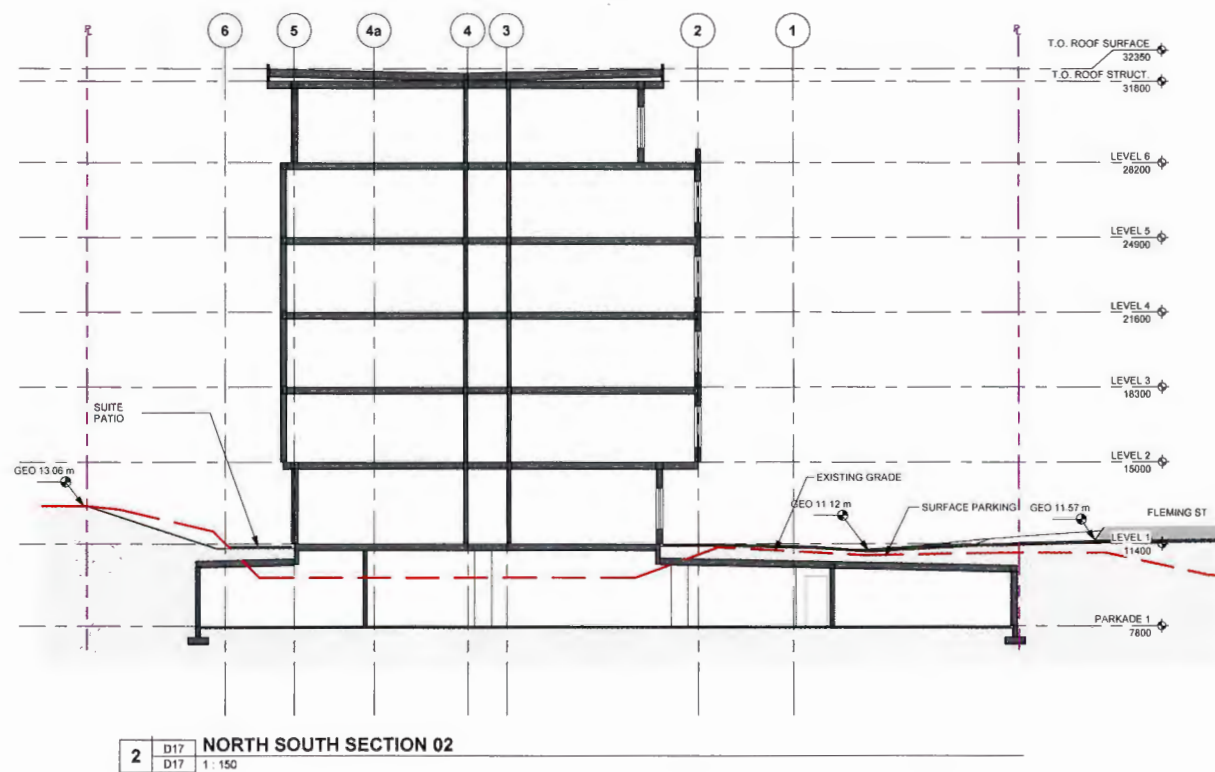 6 5 4a 4 3 2 1
T.O. ROOF SURFACE
32350
T.O. ROOF STRUCT.
31800
LEVEL 6
28200
LEVEL 5
24900
LEVEL 4
21600
LEVEL 3
18300
SUITE
PATIO
LEVEL 2
15000
GEO 13 06 m
EXISTING GRADE
GEO 11 12 m
SURFACE PARKING
GEO 11 57 m
FLEMING ST
LEVEL 1
11400
PARKADE 1
7800
2 D17 NORTH SOUTH SECTION 02
D17 1 : 150